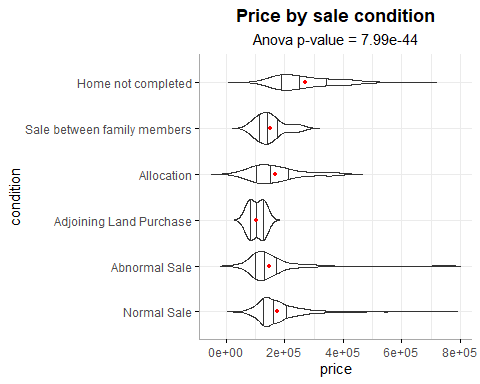 Price by sale condition
Anova p-value = 7.99e-44
condition
Home not completed
Sale between family members
Allocation
Adjoining Land Purchase
Abnormal Sale
Normal Sale
0e+00 2e+05 4e+05 6e+05 8e+05
price